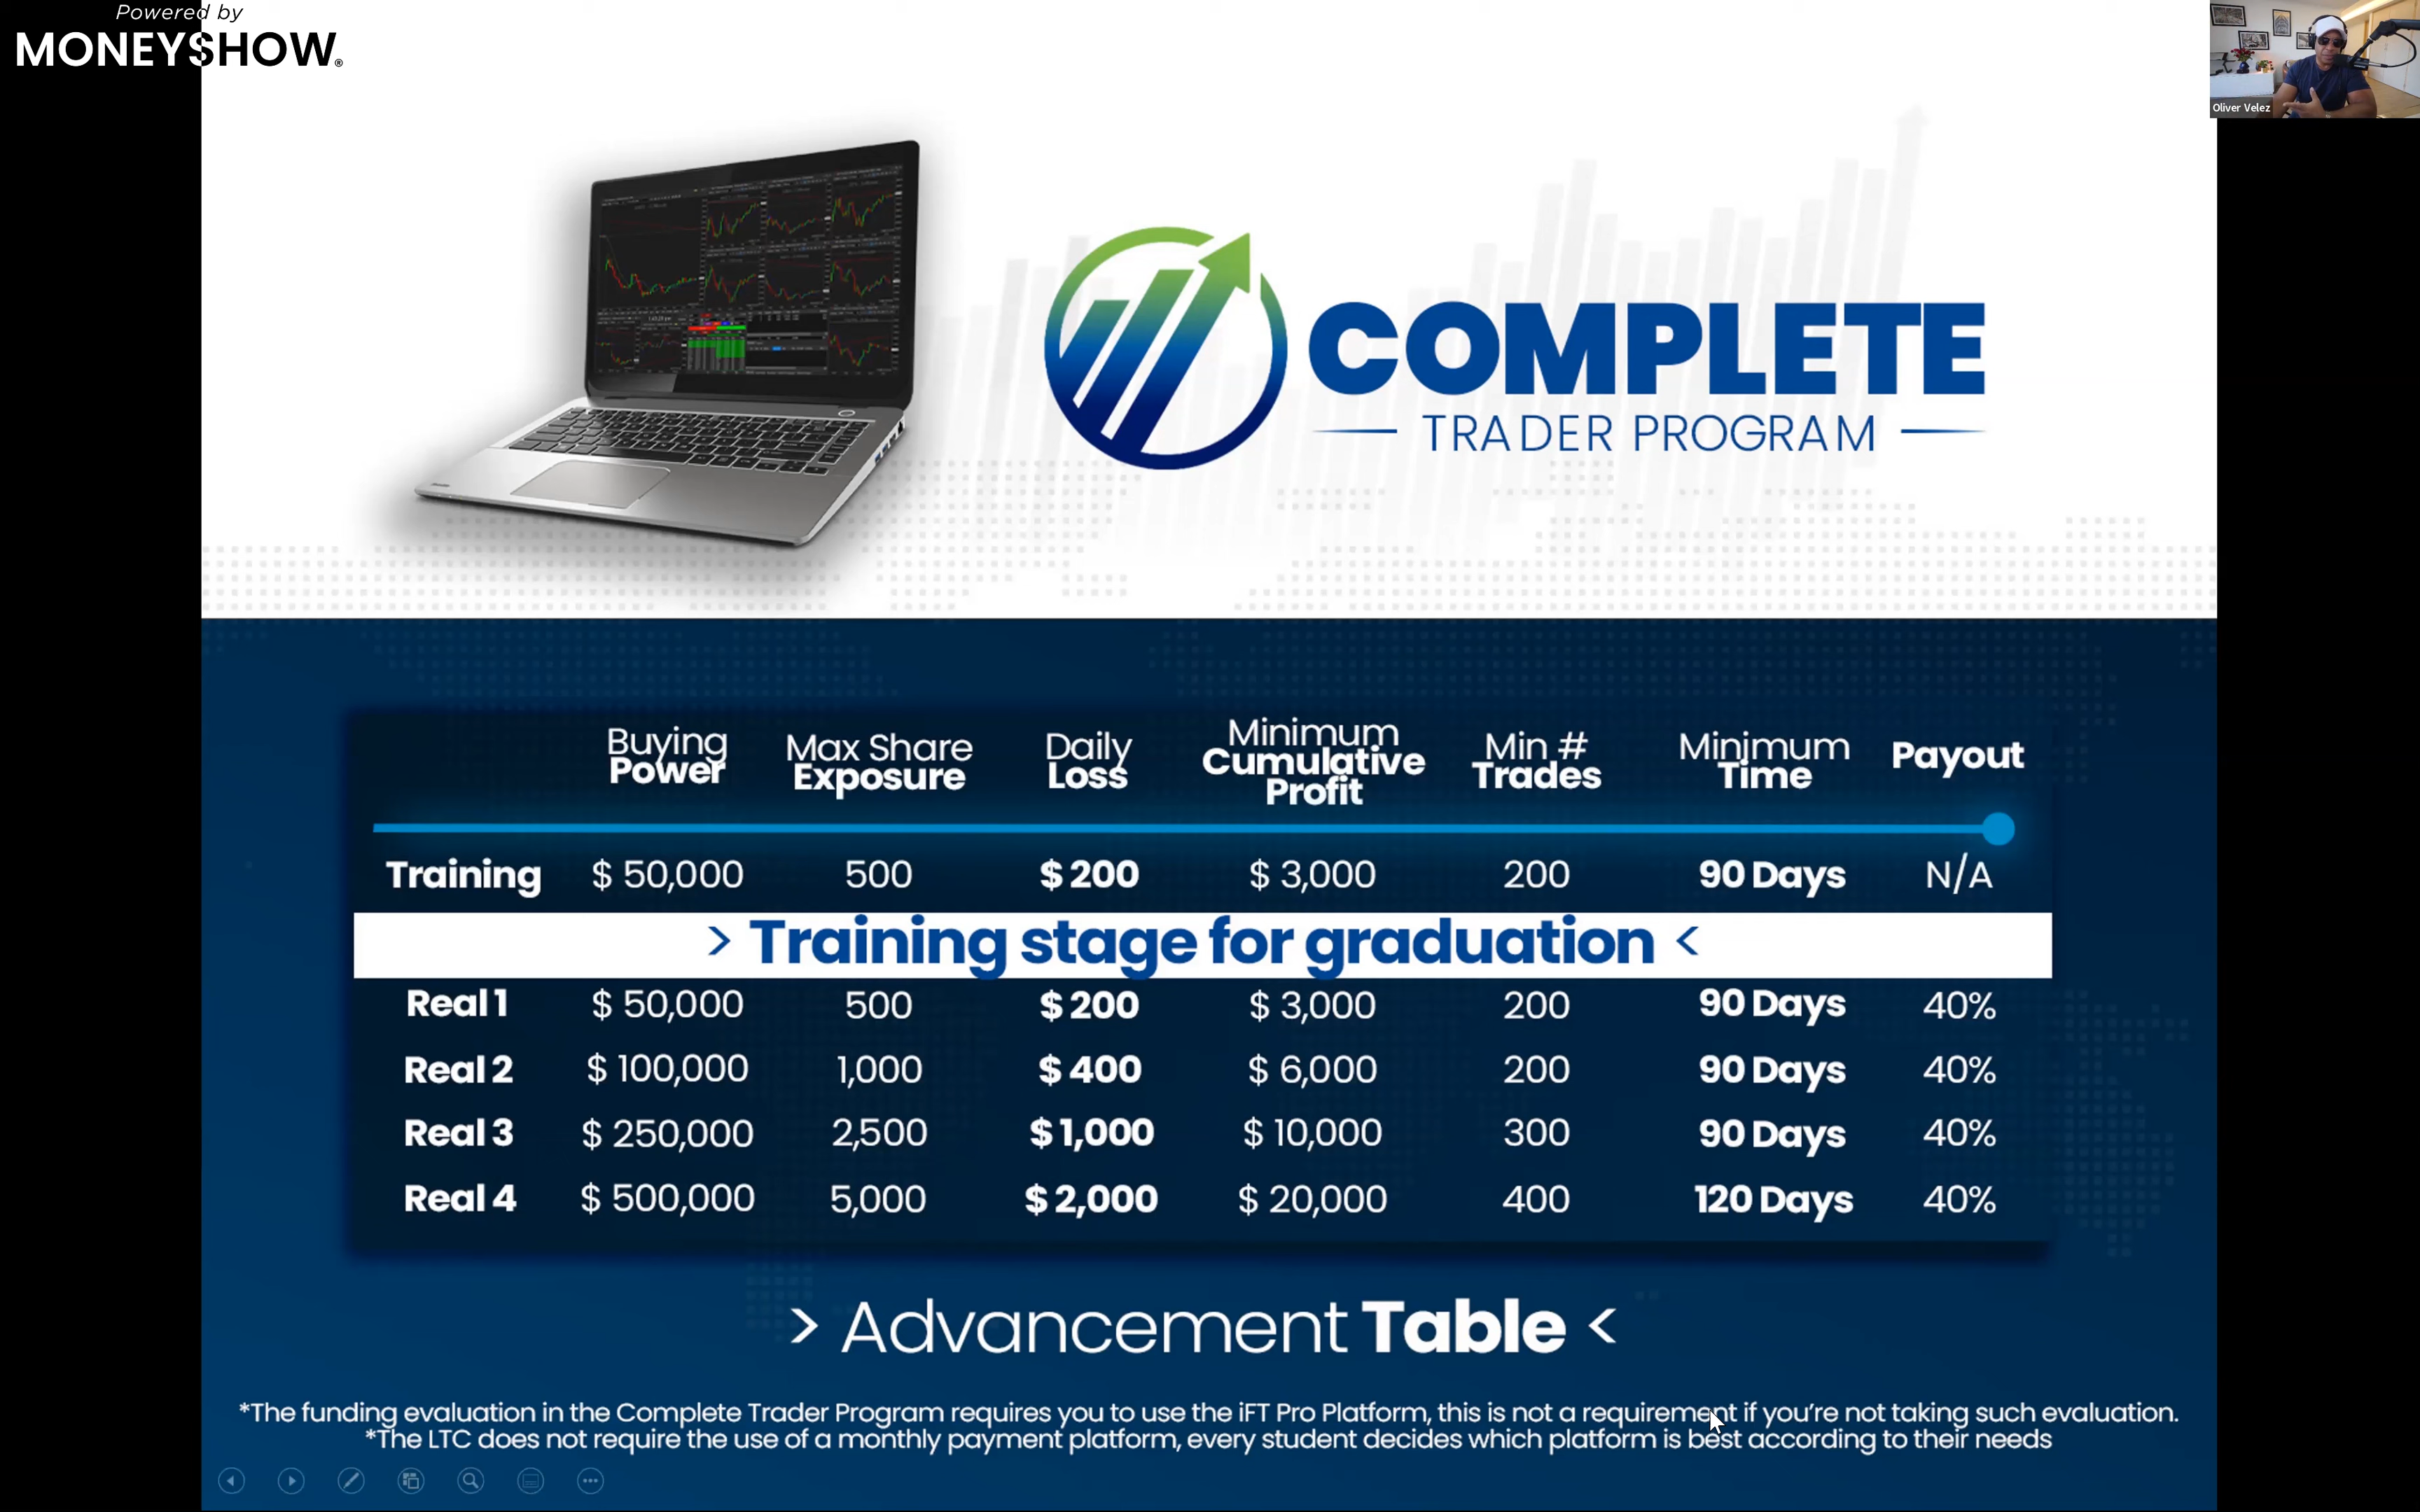 Powered by
MONEYSHOW®
Oliver Velez
COMPLETE
TRADER PROGRAM
Buying Power
Max Share Exposure
Daily Loss
Minimum Cumulative Profit
Min # Trades
Minimum Time
Payout
Training $ 50,000 500 $ 200 $ 3,000 200 90 Days N/A
> Training stage for graduation <
Real 1 $ 50,000 500 $ 200 $ 3,000 200 90 Days 40%
Real 2 $ 100,000 1,000 $ 400 $ 6,000 200 90 Days 40%
Real 3 $ 250,000 2,500 $ 1,000 $ 10,000 300 90 Days 40%
Real 4 $ 500,000 5,000 $ 2,000 $ 20,000 400 120 Days 40%
> Advancement Table <
*The funding evaluation in the Complete Trader Program requires you to use the iFT Pro Platform, this is not a requirement if you're not taking such evaluation.
*The LTC does not require the use of a monthly payment platform, every student decides which platform is best according to their needs